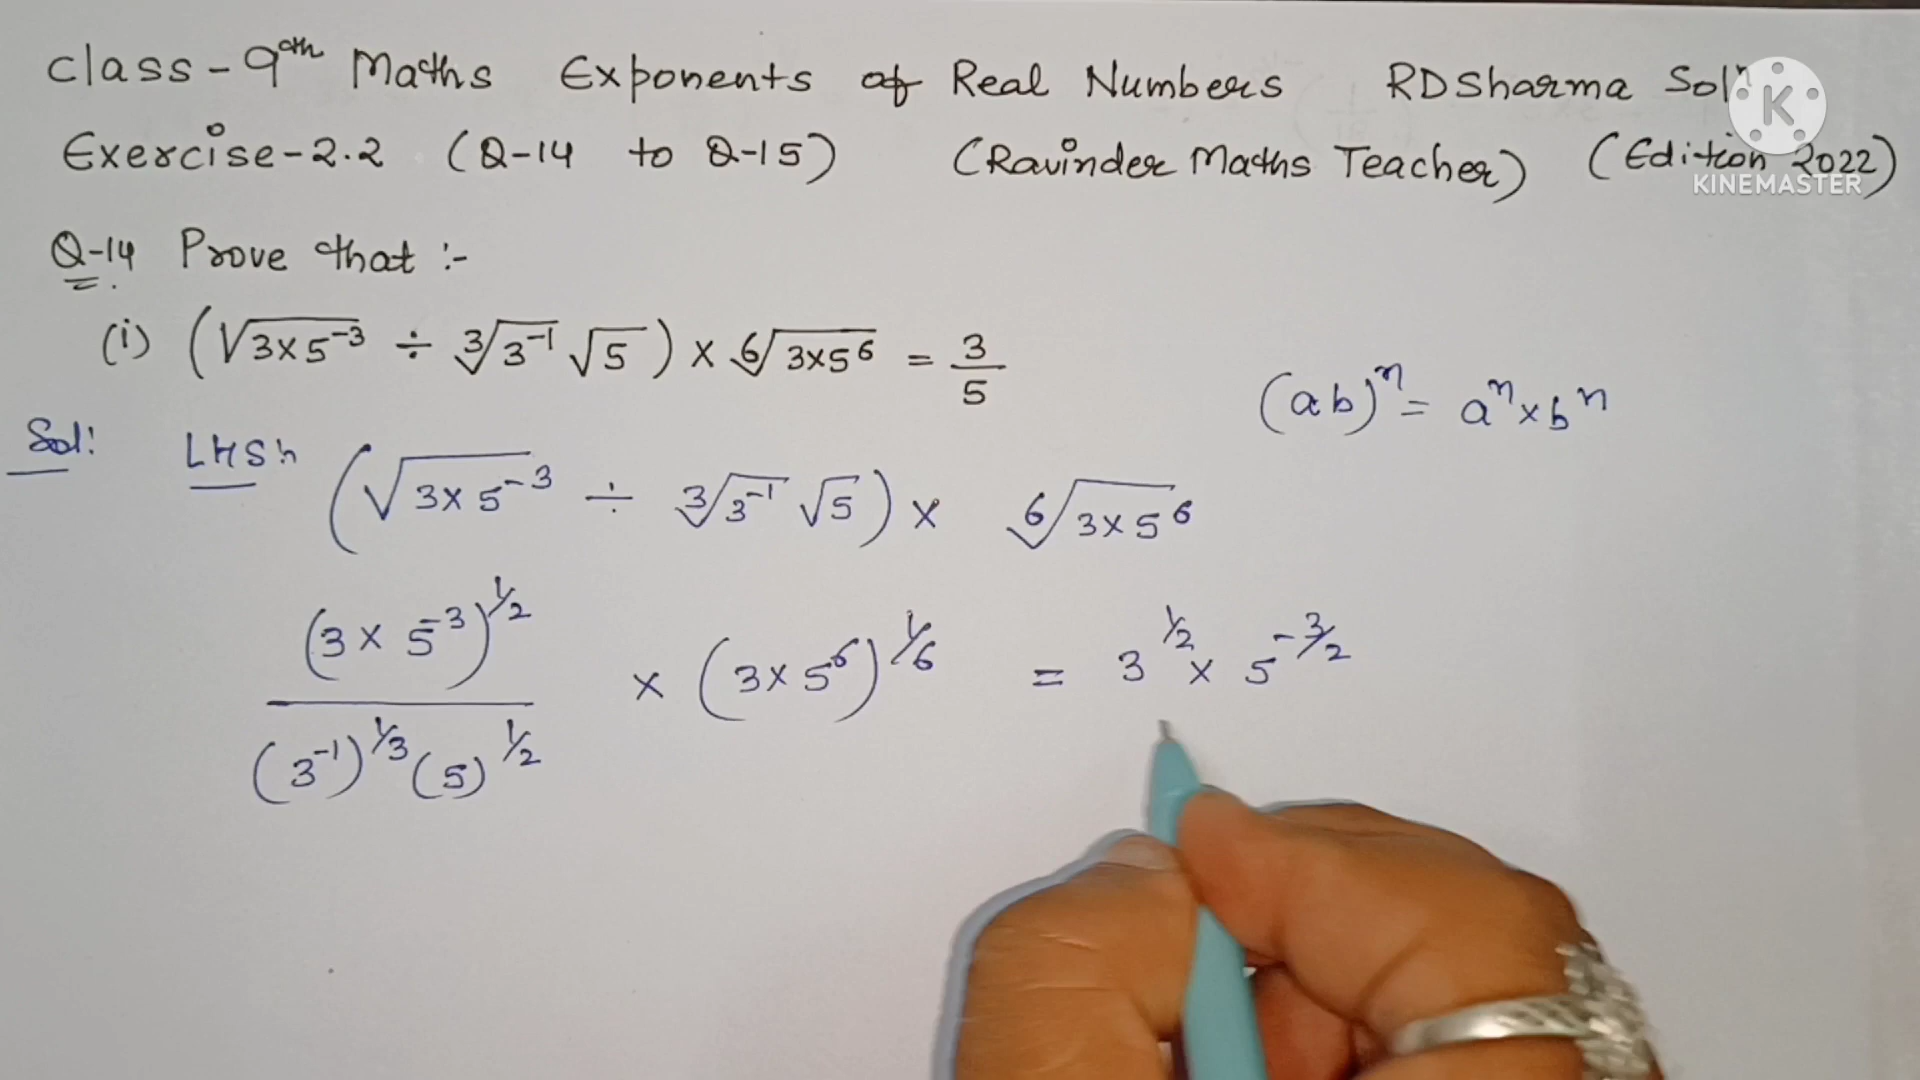 Class-9th Maths Exponents of Real Numbers RDSharma Solⁿ
Exercise-2.2 (Q-14 to Q-15) (Ravinder Maths Teacher) (Edition 2022)
K
KINEMASTER
Q-14 Prove that :-
(i) (√(3×5⁻³) ÷ ∛(3⁻¹) √5) × ⁶√(3×5⁶) = 3/5
(ab)ⁿ = aⁿ×bⁿ
Sol: LHS (√(3×5⁻³) ÷ ∛(3⁻¹) √5) × ⁶√(3×5⁶)
(3×5⁻³)^(1/2) / (3⁻¹)^(1/3) (5)^(1/2) × (3×5⁶)^(1/6) = 3^(1/2) × 5^(-3/2)